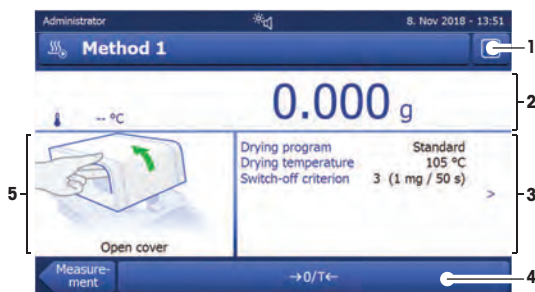 Administrator 8. Nov 2018 - 13:51
Method 1
1
0.000 g
2
-- °C
Drying program Standard
Drying temperature 105 °C
Switch-off criterion 3 (1 mg / 50 s)
>
3
5
Open cover
Measure-
ment
→0/T←
4